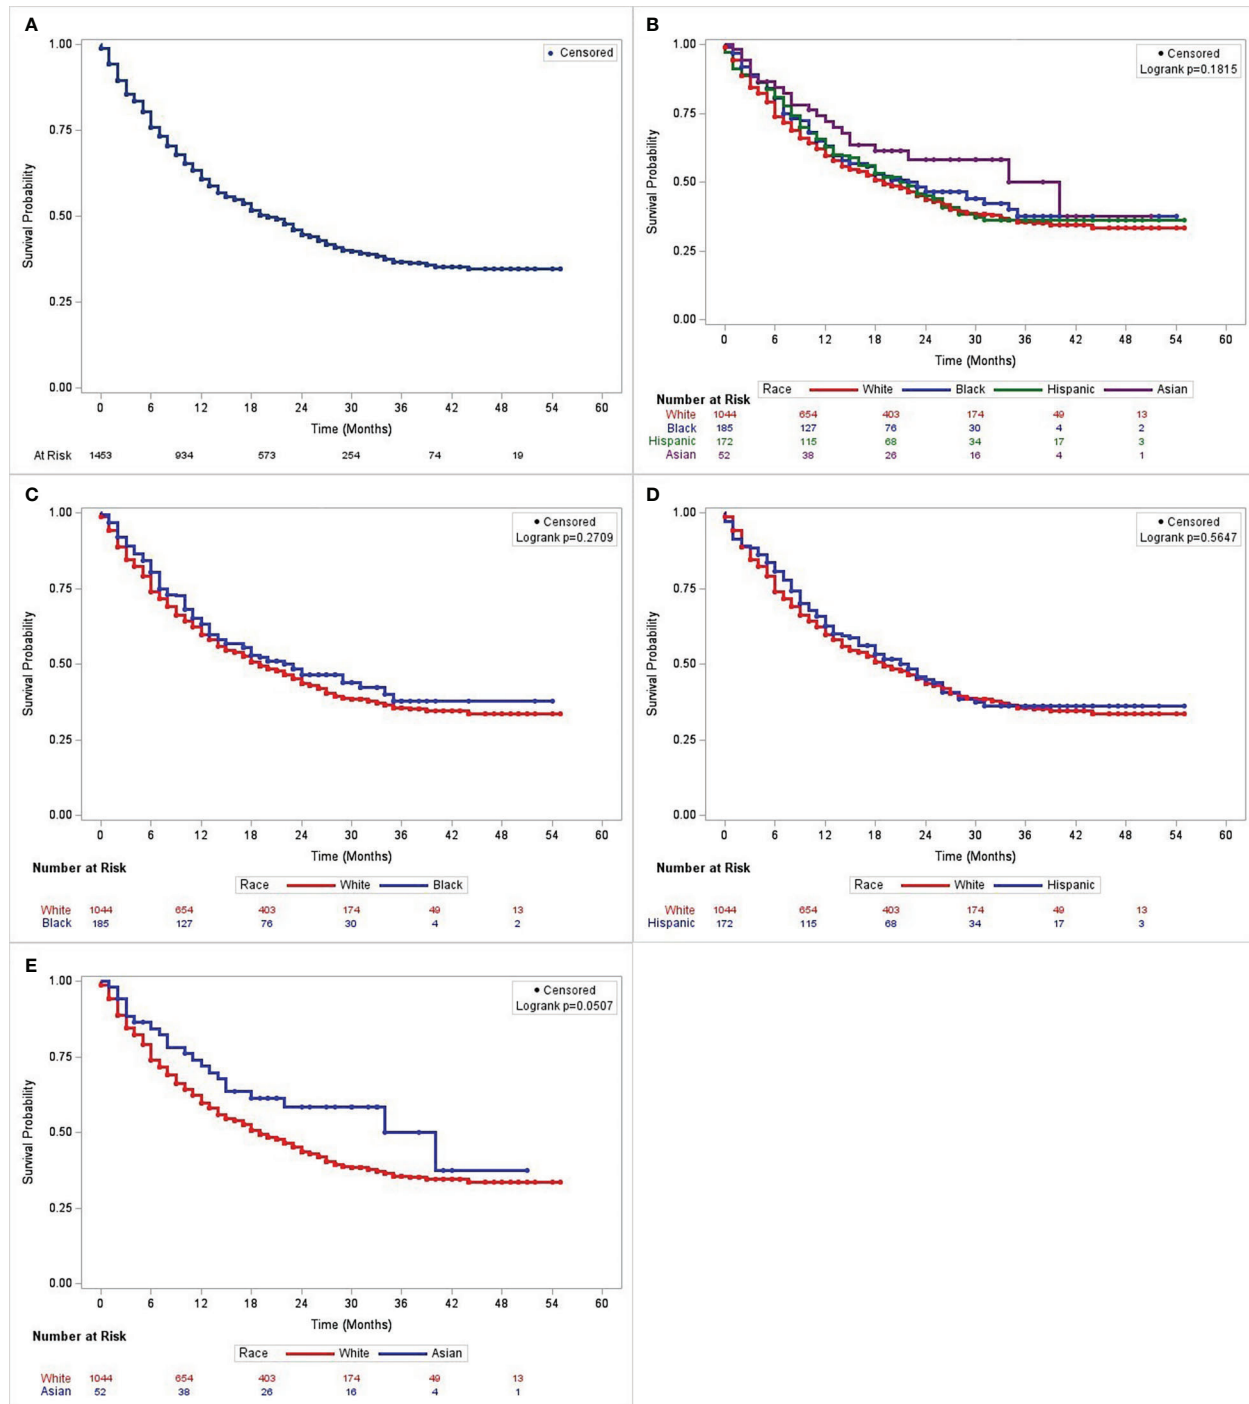 A
1.00
0.75
0.50
0.25
0.00
Survival Probability
Censored
0 6 12 18 24 30 36 42 48 54 60
Time (Months)
At Risk 1453 934 573 254 74 19
B
1.00
0.75
0.50
0.25
0.00
Survival Probability
Censored
Logrank p=0.1815
0 6 12 18 24 30 36 42 48 54 60
Time (Months)
Race White Black Hispanic Asian
Number at Risk
White 1044 654 403 174 49 13
Black 185 127 76 30 4 2
Hispanic 172 115 68 34 17 3
Asian 52 38 26 16 4 1
C
1.00
0.75
0.50
0.25
0.00
Survival Probability
Censored
Logrank p=0.2709
0 6 12 18 24 30 36 42 48 54 60
Time (Months)
Number at Risk
Race White Black
White 1044 654 403 174 49 13
Black 185 127 76 30 4 2
D
1.00
0.75
0.50
0.25
0.00
Survival Probability
Censored
Logrank p=0.5647
0 6 12 18 24 30 36 42 48 54 60
Time (Months)
Number at Risk
Race White Hispanic
White 1044 654 403 174 49 13
Hispanic 172 115 68 34 17 3
E
1.00
0.75
0.50
0.25
0.00
Survival Probability
Censored
Logrank p=0.0507
0 6 12 18 24 30 36 42 48 54 60
Time (Months)
Number at Risk
Race White Asian
White 1044 654 403 174 49 13
Asian 52 38 26 16 4 1